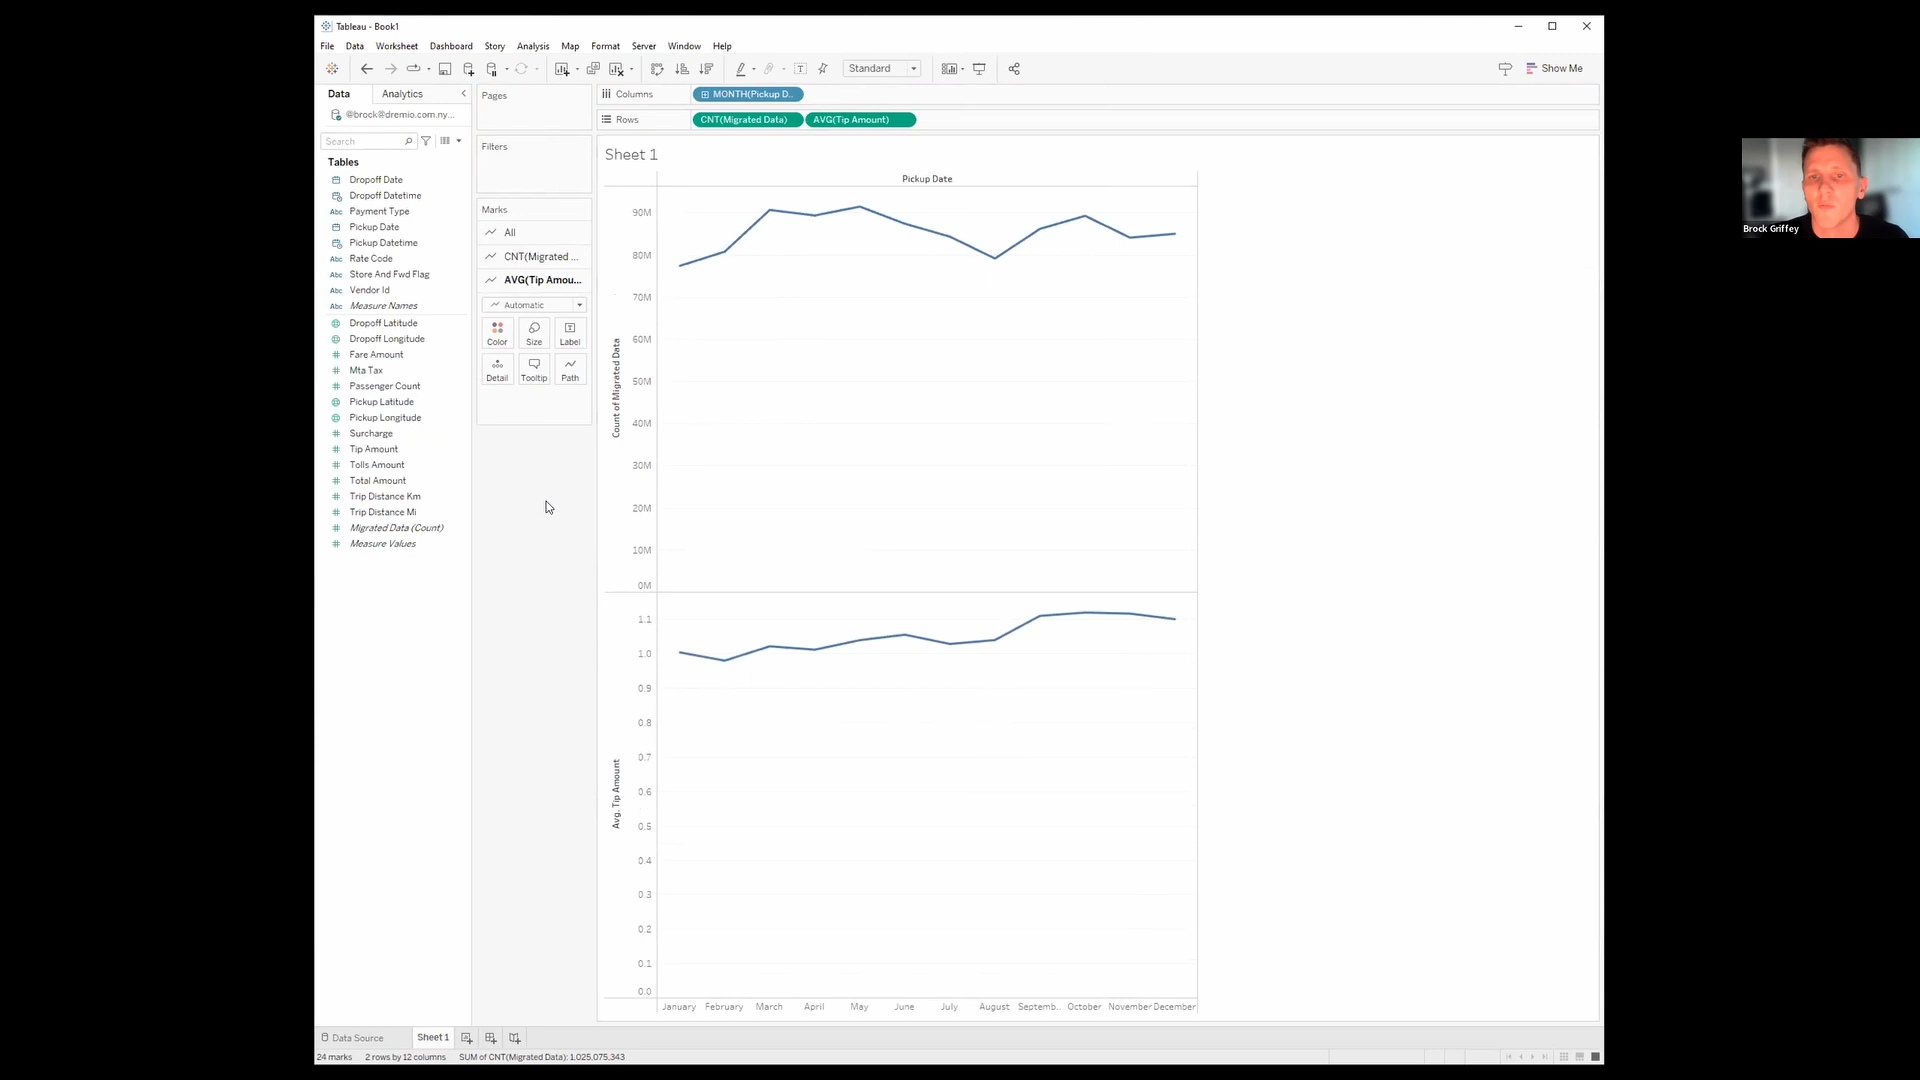 Tableau - Book1
File Data Worksheet Dashboard Story Analysis Map Format Server Window Help
Standard
Show Me
Data Analytics
@brock@dremio.com.ny...
Search
Tables
Dropoff Date
Dropoff Datetime
Abc Payment Type
Pickup Date
Pickup Datetime
Abc Rate Code
Abc Store And Fwd Flag
Abc Vendor Id
Abc Measure Names
Dropoff Latitude
Dropoff Longitude
# Fare Amount
# Mta Tax
# Passenger Count
Pickup Latitude
Pickup Longitude
# Surcharge
# Tip Amount
# Tolls Amount
# Total Amount
# Trip Distance Km
# Trip Distance Mi
# Migrated Data (Count)
# Measure Values
Pages
Filters
Marks
All
CNT(Migrated ...
AVG(Tip Amou...
Automatic
Color Size Label
Detail Tooltip Path
Columns MONTH(Pickup D..
Rows CNT(Migrated Data) AVG(Tip Amount)
Sheet 1
Pickup Date
Count of Migrated Data
90M
80M
70M
60M
50M
40M
30M
20M
10M
0M
Avg. Tip Amount
1.1
1.0
0.9
0.8
0.7
0.6
0.5
0.4
0.3
0.2
0.1
0.0
January February March April May June July August Septemb.. October November December
Data Source Sheet 1
24 marks 2 rows by 12 columns SUM of CNT(Migrated Data): 1,025,075,343
Brock Griffey